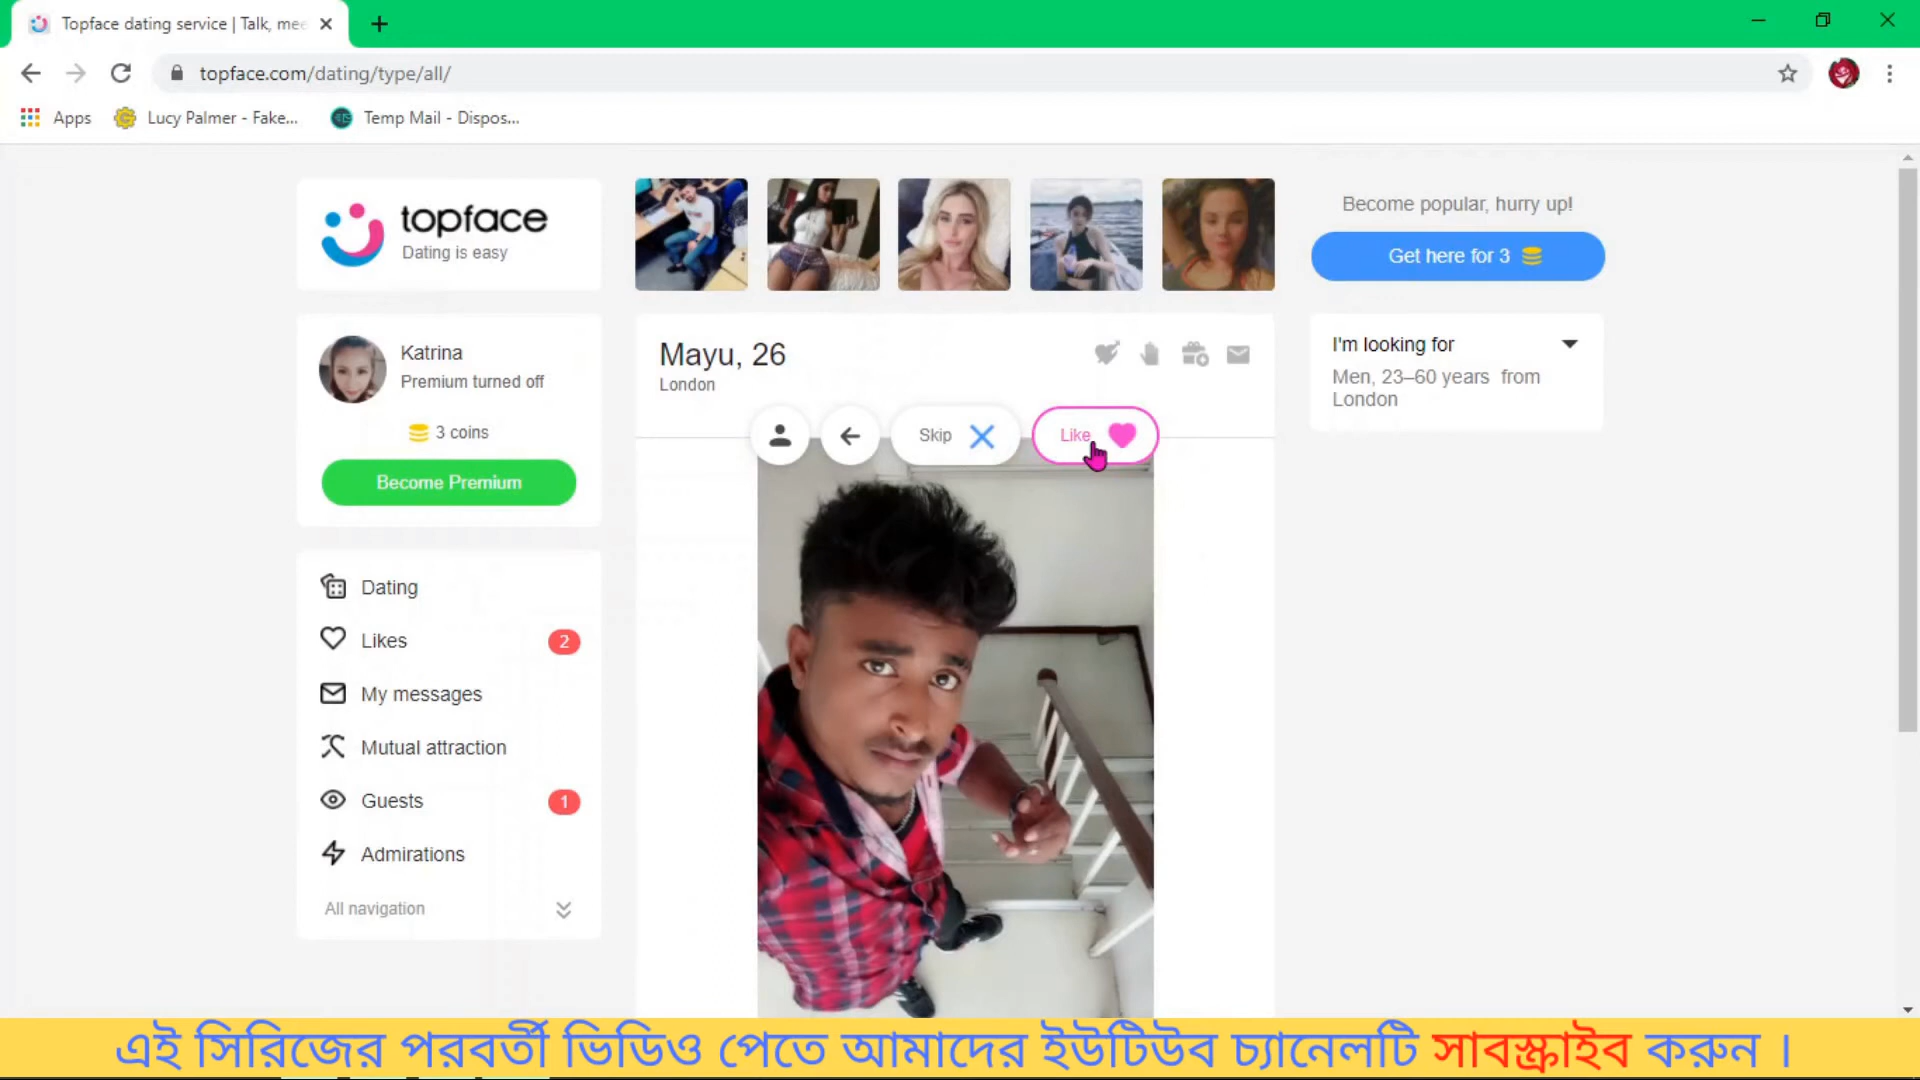 Topface dating service | Talk, mee
topface.com/dating/type/all/
Apps
Lucy Palmer - Fake...
Temp Mail - Dispos...
topface
Dating is easy
Become popular, hurry up!
Get here for 3
Katrina
Premium turned off
3 coins
Become Premium
Mayu, 26
London
Skip
Like
I'm looking for
Men, 23–60 years from
London
Dating
Likes 2
My messages
Mutual attraction
Guests 1
Admirations
All navigation
এই সিরিজের পরবর্তী ভিডিও পেতে আমাদের ইউটিউব চ্যানেলটি সাবস্ক্রাইব করুন ।